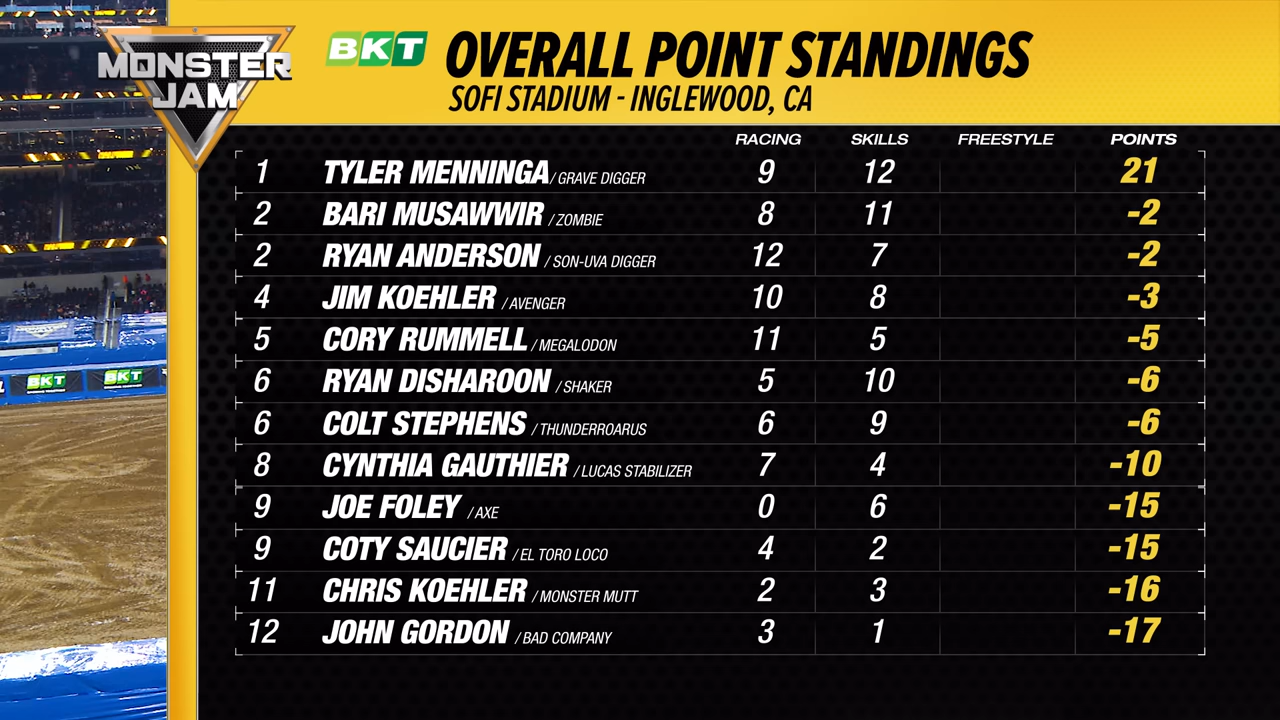 MONSTER JAM
BKT OVERALL POINT STANDINGS
SOFI STADIUM - INGLEWOOD, CA
RACING SKILLS FREESTYLE POINTS
1 TYLER MENNINGA / GRAVE DIGGER 9 12 21
2 BARI MUSAWWIR / ZOMBIE 8 11 -2
2 RYAN ANDERSON / SON-UVA DIGGER 12 7 -2
4 JIM KOEHLER / AVENGER 10 8 -3
5 CORY RUMMELL / MEGALODON 11 5 -5
6 RYAN DISHAROON / SHAKER 5 10 -6
6 COLT STEPHENS / THUNDERROARUS 6 9 -6
8 CYNTHIA GAUTHIER / LUCAS STABILIZER 7 4 -10
9 JOE FOLEY / AXE 0 6 -15
9 COTY SAUCIER / EL TORO LOCO 4 2 -15
11 CHRIS KOEHLER / MONSTER MUTT 2 3 -16
12 JOHN GORDON / BAD COMPANY 3 1 -17
BKT BKT